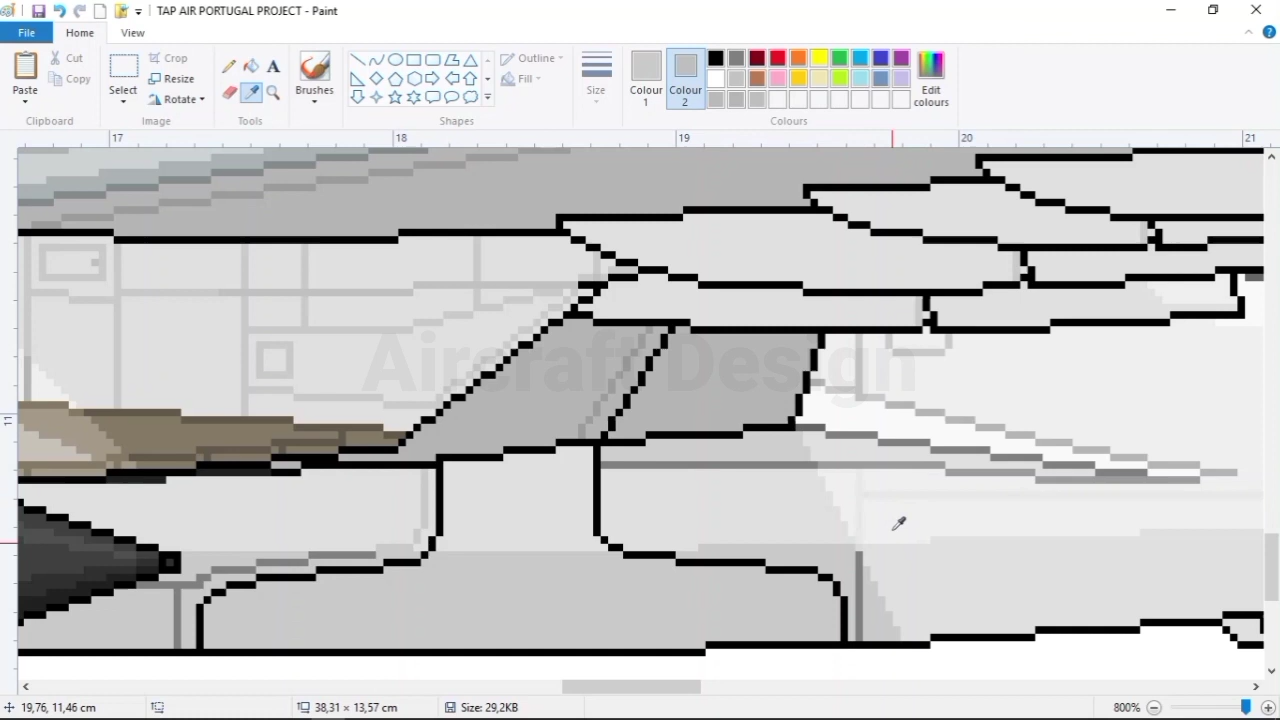 TAP AIR PORTUGAL PROJECT - Paint
File
Home
View
Paste
Cut
Copy
Clipboard
Select
Crop
Resize
Rotate
Image
Tools
Brushes
Outline
Fill
Shapes
Size
Colour 1
Colour 2
Edit colours
Colours
17 18 19 20 21
11
Aircraft Design
19,76, 11,46 cm
38,31 × 13,57 cm
Size: 29,2KB
800%